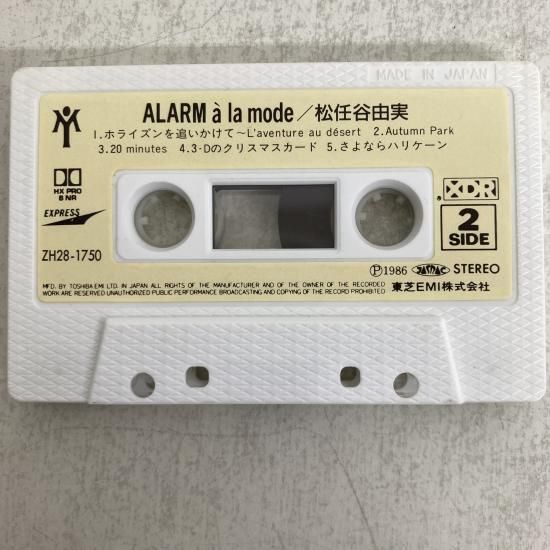 MADE IN JAPAN
ALARM à la mode／松任谷由実
1.ホライズンを追いかけて〜L'aventure au désert 2.Autumn Park
3.20 minutes 4.3-Dのクリスマスカード 5.さよならハリケーン
HX PRO
B NR
EXPRESS
ZH28-1750
XDR
2
SIDE
Ⓟ1986 JASRAC STEREO
MFD. BY TOSHIBA EMI LTD. IN JAPAN ALL RIGHTS OF THE MANUFACTURER AND OF THE OWNER OF THE RECORDED
WORK ARE RESERVED UNAUTHORIZED PUBLIC PERFORMANCE BROADCASTING AND COPYING OF THE RECORD PROHIBITED
東芝EMI株式会社